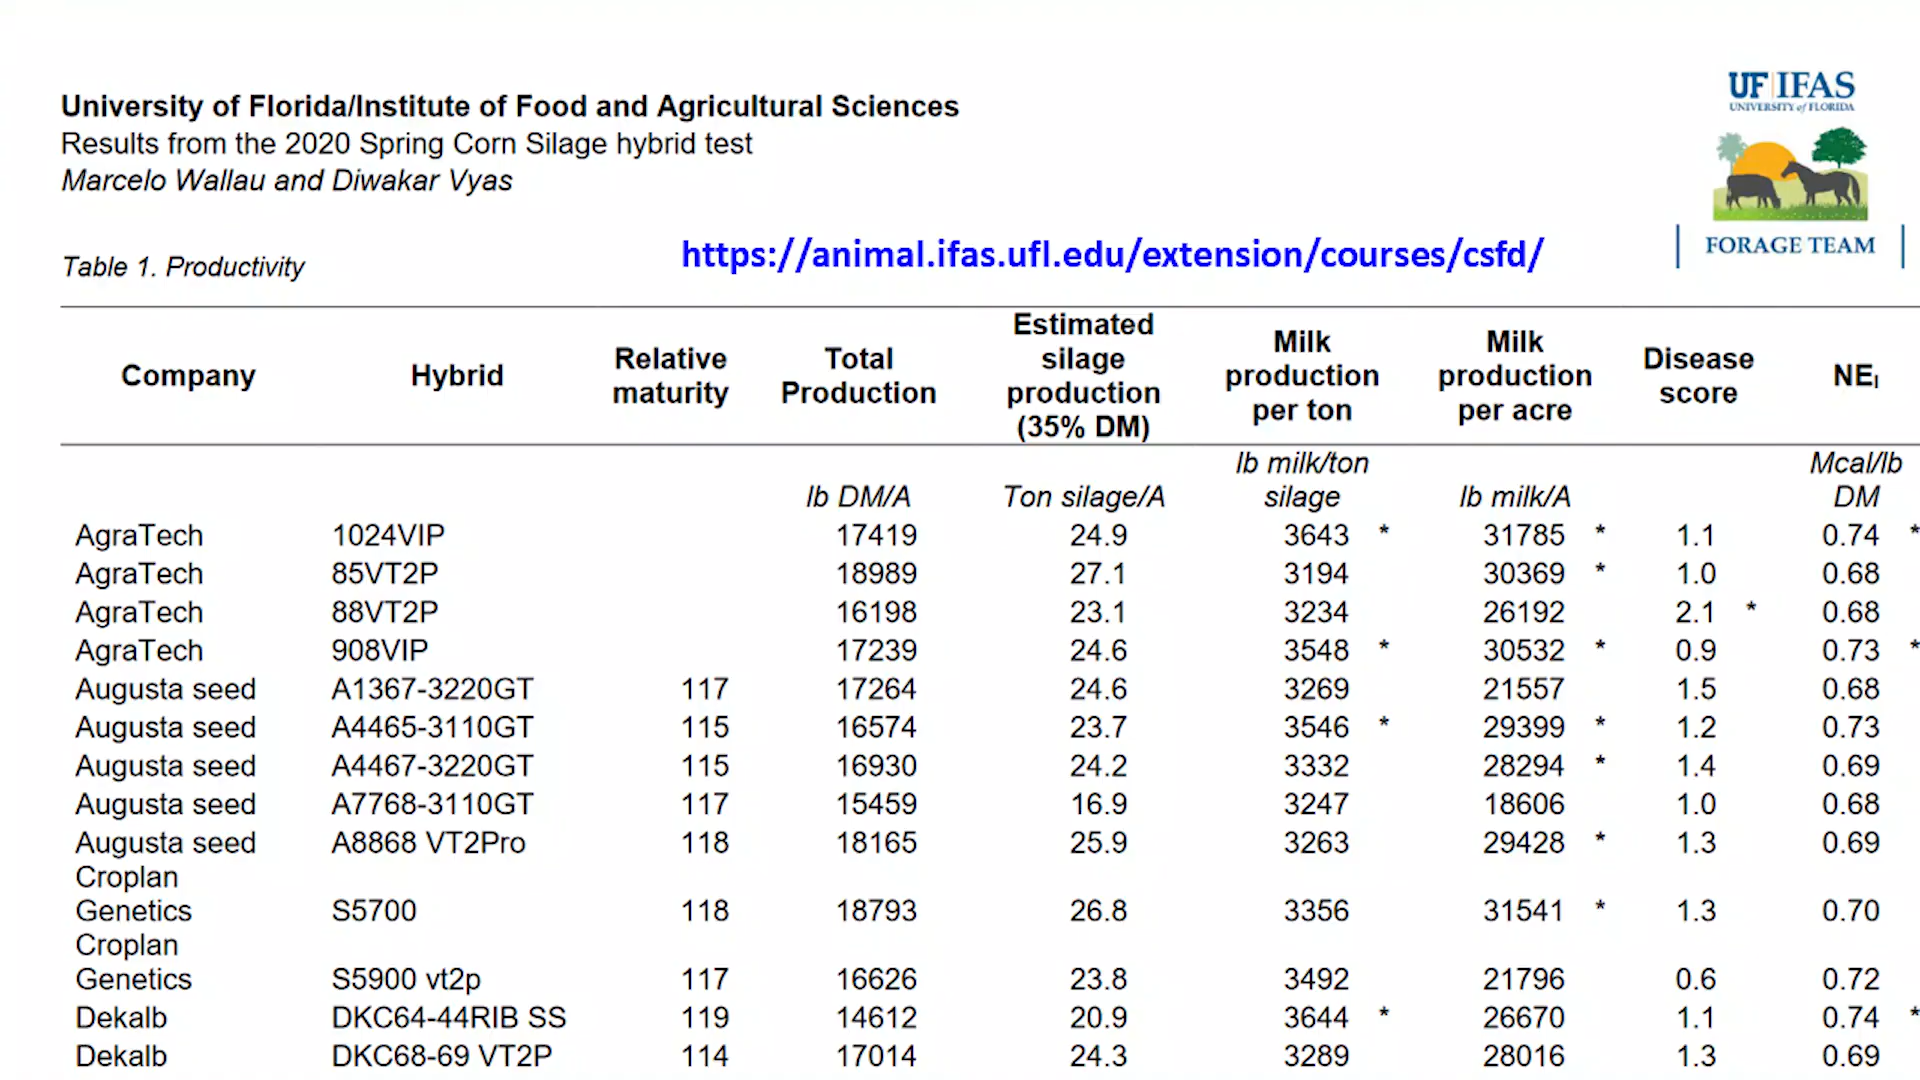 University of Florida/Institute of Food and Agricultural Sciences
Results from the 2020 Spring Corn Silage hybrid test
Marcelo Wallau and Diwakar Vyas
UF|IFAS
UNIVERSITY of FLORIDA
FORAGE TEAM
Table 1. Productivity
https://animal.ifas.ufl.edu/extension/courses/csfd/
Company Hybrid Relative maturity Total Production Estimated silage production (35% DM) Milk production per ton Milk production per acre Disease score NEl
lb DM/A Ton silage/A lb milk/ton silage lb milk/A Mcal/lb DM
AgraTech 1024VIP 17419 24.9 3643 * 31785 * 1.1 0.74 *
AgraTech 85VT2P 18989 27.1 3194 30369 * 1.0 0.68
AgraTech 88VT2P 16198 23.1 3234 26192 2.1 * 0.68
AgraTech 908VIP 17239 24.6 3548 * 30532 * 0.9 0.73 *
Augusta seed A1367-3220GT 117 17264 24.6 3269 21557 1.5 0.68
Augusta seed A4465-3110GT 115 16574 23.7 3546 * 29399 * 1.2 0.73
Augusta seed A4467-3220GT 115 16930 24.2 3332 28294 * 1.4 0.69
Augusta seed A7768-3110GT 117 15459 16.9 3247 18606 1.0 0.68
Augusta seed A8868 VT2Pro 118 18165 25.9 3263 29428 * 1.3 0.69
Croplan
Genetics S5700 118 18793 26.8 3356 31541 * 1.3 0.70
Croplan
Genetics S5900 vt2p 117 16626 23.8 3492 21796 0.6 0.72
Dekalb DKC64-44RIB SS 119 14612 20.9 3644 * 26670 1.1 0.74 *
Dekalb DKC68-69 VT2P 114 17014 24.3 3289 28016 1.3 0.69